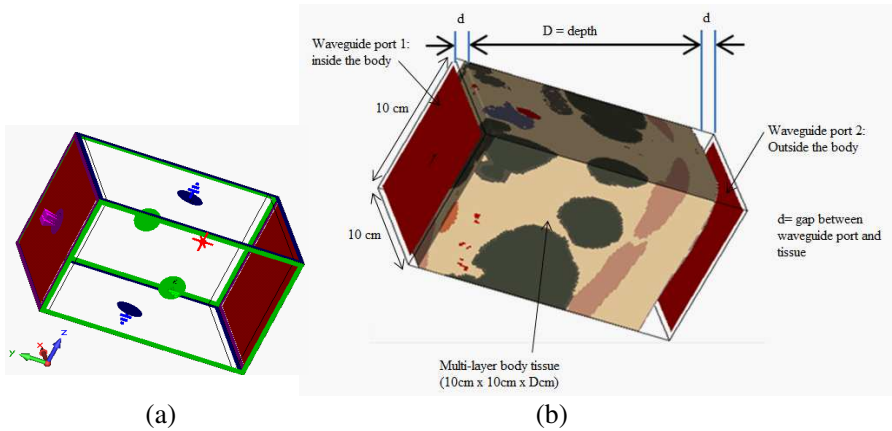 d
d
D = depth
Waveguide port 1:
inside the body
10 cm
Waveguide port 2:
Outside the body
10 cm
d= gap between
waveguide port and
tissue
x
y
z
Multi-layer body tissue
(10cm x 10cm x Dcm)
(a)
(b)